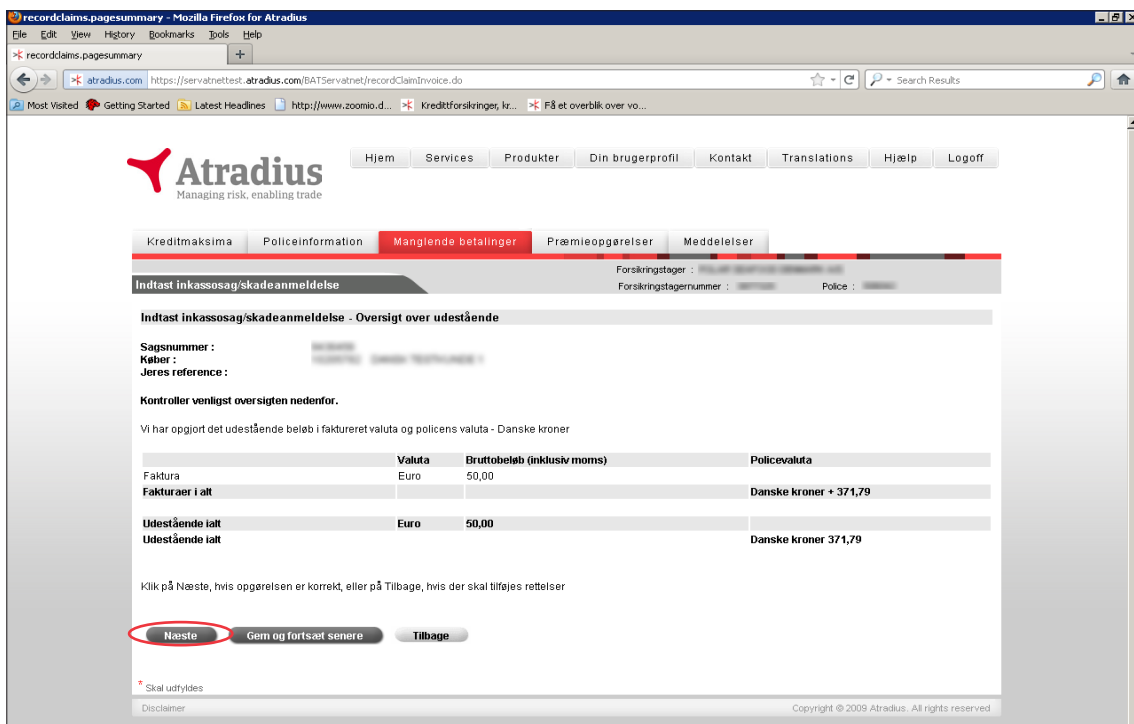 recordclaims.pagesummary - Mozilla Firefox for Atradius
File Edit View History Bookmarks Tools Help
recordclaims.pagesummary +
atradius.com https://servatnettest.atradius.com/BATServatnet/recordClaimInvoice.do Search Results
Most Visited Getting Started Latest Headlines http://www.zoomio.d... Kredittforsikringer, kr... Få et overblik over vo...
Hjem Services Produkter Din brugerprofil Kontakt Translations Hjælp Logoff
Atradius
Managing risk, enabling trade
Kreditmaksima Policeinformation Manglende betalinger Præmieopgørelser Meddelelser
Forsikringstager :
Indtast inkassosag/skadeanmeldelse Forsikringstagernummer : Police :
Indtast inkassosag/skadeanmeldelse - Oversigt over udestående
Sagsnummer :
Køber :
Jeres reference :
Kontroller venligst oversigten nedenfor.
Vi har opgjort det udestående beløb i faktureret valuta og policens valuta - Danske kroner
Valuta Bruttobeløb (inklusiv moms) Policevaluta
Faktura Euro 50,00
Fakturaer i alt Danske kroner + 371,79
Udestående ialt Euro 50,00
Udestående ialt Danske kroner 371,79
Klik på Næste, hvis opgørelsen er korrekt, eller på Tilbage, hvis der skal tilføjes rettelser
Næste Gem og fortsæt senere Tilbage
* Skal udfyldes
Disclaimer Copyright © 2009 Atradius. All rights reserved